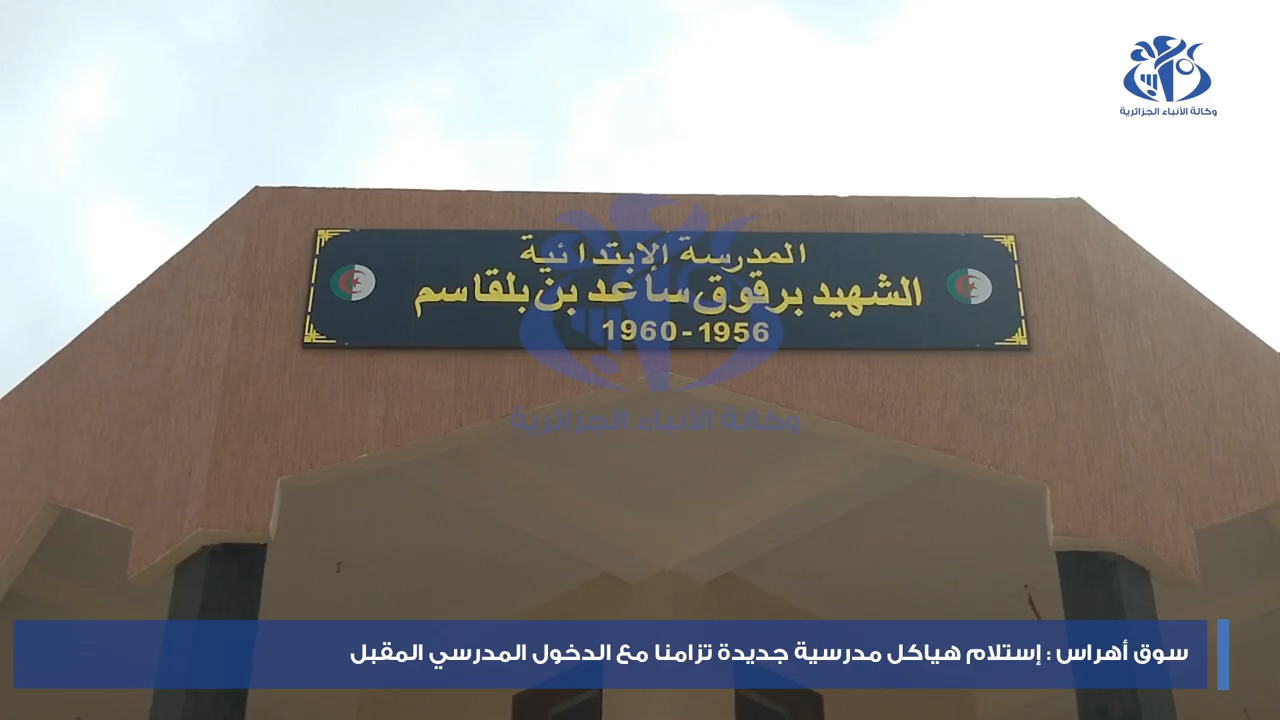 وكالة الأنباء الجزائرية
المدرسة الإبتدائية
الشهيد برقوق ساعد بن بلقاسم
1956-1960
وكالة الأنباء الجزائرية
سوق أهراس : إستلام هياكل مدرسية جديدة تزامنا مع الدخول المدرسي المقبل